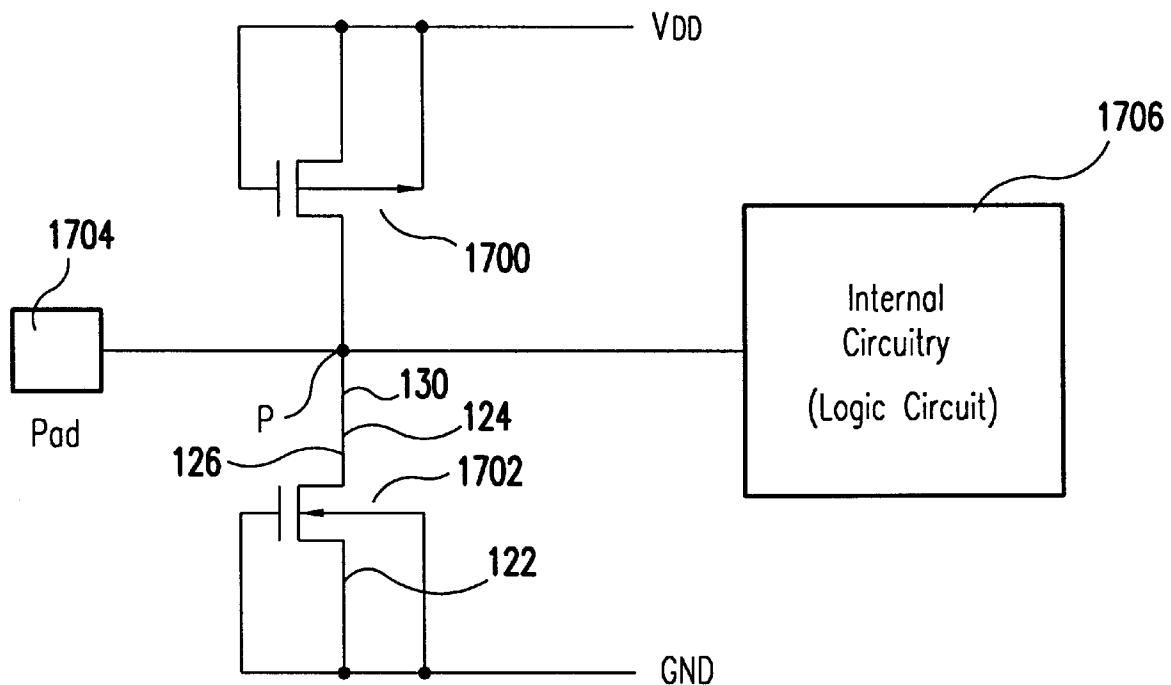 VDD
1706
1704
1700
Internal
Circuitry
(Logic Circuit)
P
130
Pad
124
126
1702
122
GND